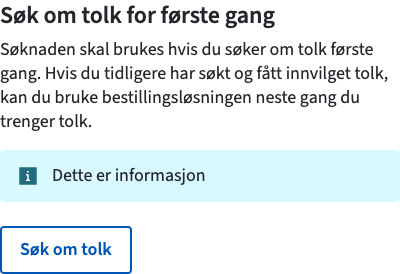 Søk om tolk for første gang
Søknaden skal brukes hvis du søker om tolk første
gang. Hvis du tidligere har søkt og fått innvilget tolk,
kan du bruke bestillingsløsningen neste gang du
trenger tolk.
Dette er informasjon
Søk om tolk